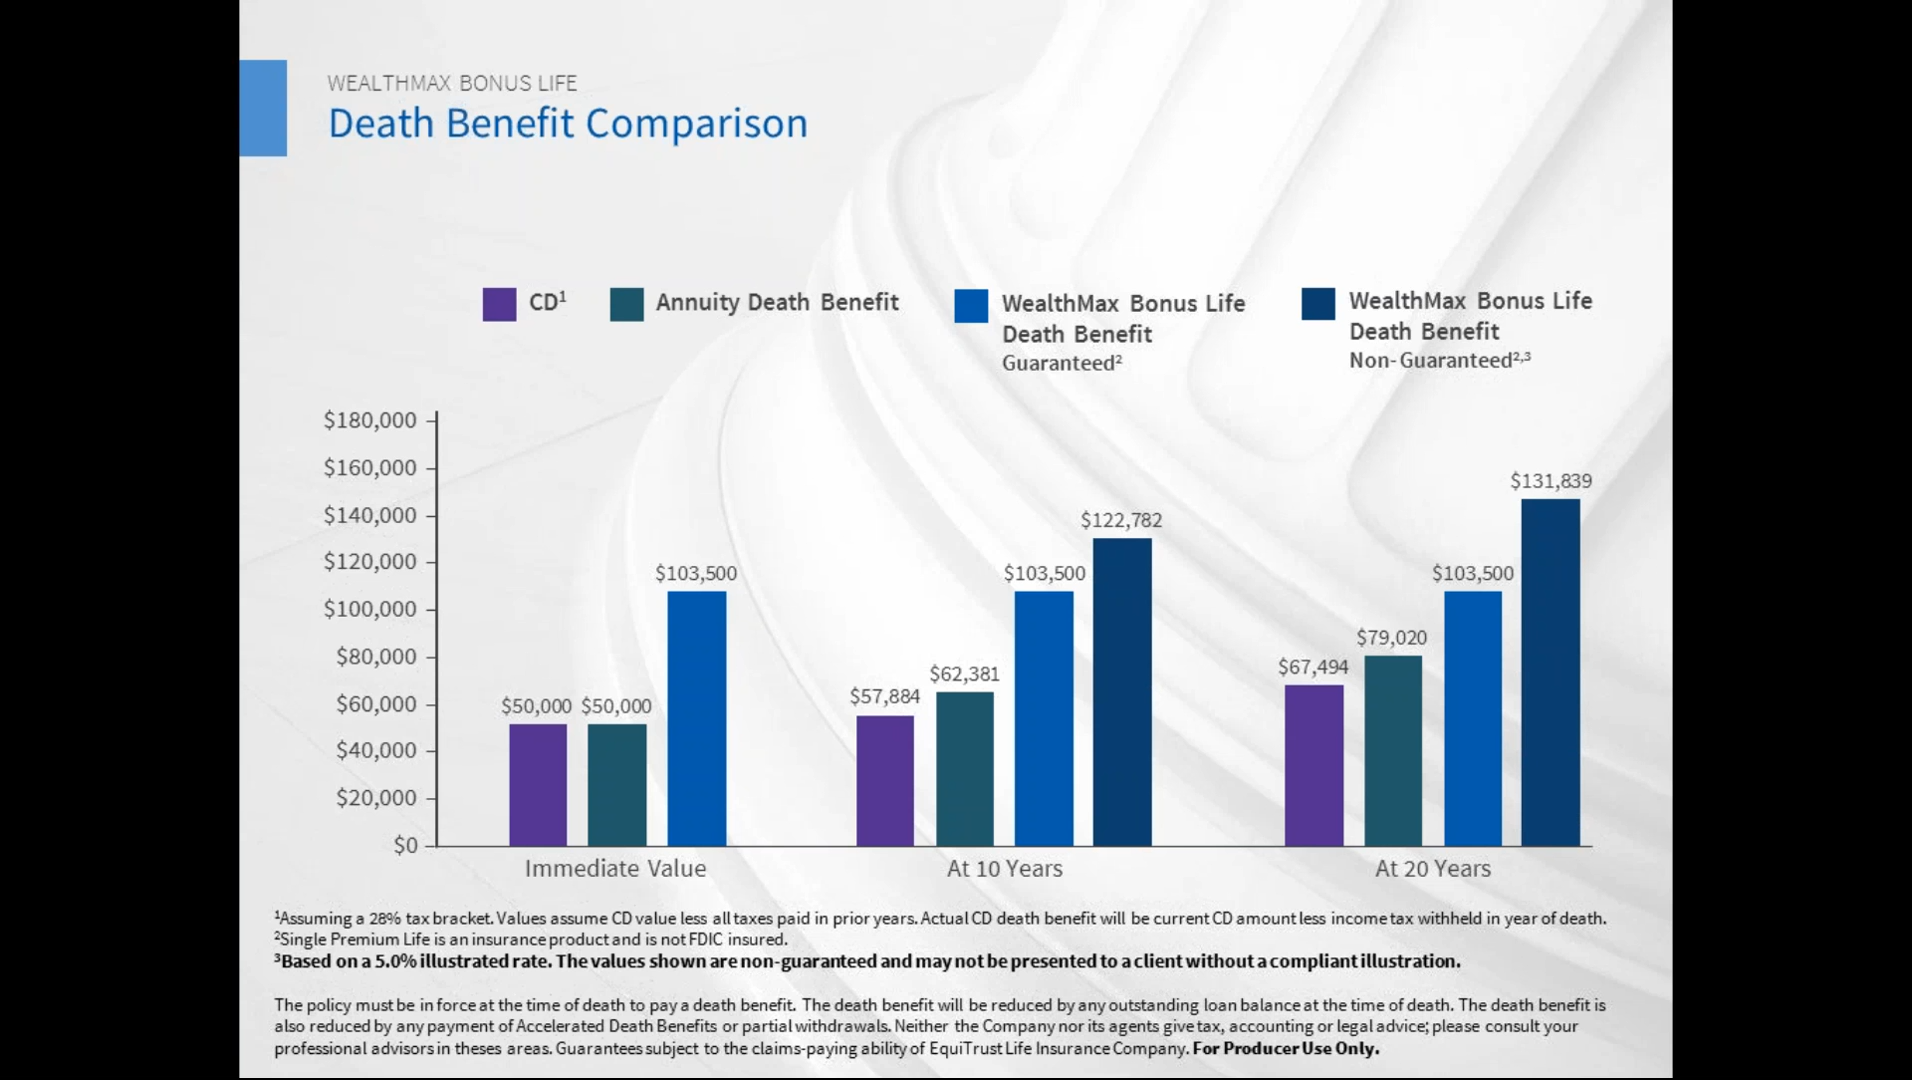 WEALTHMAX BONUS LIFE
Death Benefit Comparison
CD¹
Annuity Death Benefit
WealthMax Bonus Life
Death Benefit
Guaranteed²
WealthMax Bonus Life
Death Benefit
Non-Guaranteed²,³
$180,000
$160,000
$140,000
$120,000
$100,000
$80,000
$60,000
$40,000
$20,000
$0
$50,000
$50,000
$103,500
$57,884
$62,381
$103,500
$122,782
$67,494
$79,020
$103,500
$131,839
Immediate Value
At 10 Years
At 20 Years
¹Assuming a 28% tax bracket. Values assume CD value less all taxes paid in prior years. Actual CD death benefit will be current CD amount less income tax withheld in year of death.
²Single Premium Life is an insurance product and is not FDIC insured.
³Based on a 5.0% illustrated rate. The values shown are non-guaranteed and may not be presented to a client without a compliant illustration.
The policy must be in force at the time of death to pay a death benefit. The death benefit will be reduced by any outstanding loan balance at the time of death. The death benefit is
also reduced by any payment of Accelerated Death Benefits or partial withdrawals. Neither the Company nor its agents give tax, accounting or legal advice; please consult your
professional advisors in theses areas. Guarantees subject to the claims-paying ability of EquiTrust Life Insurance Company. For Producer Use Only.